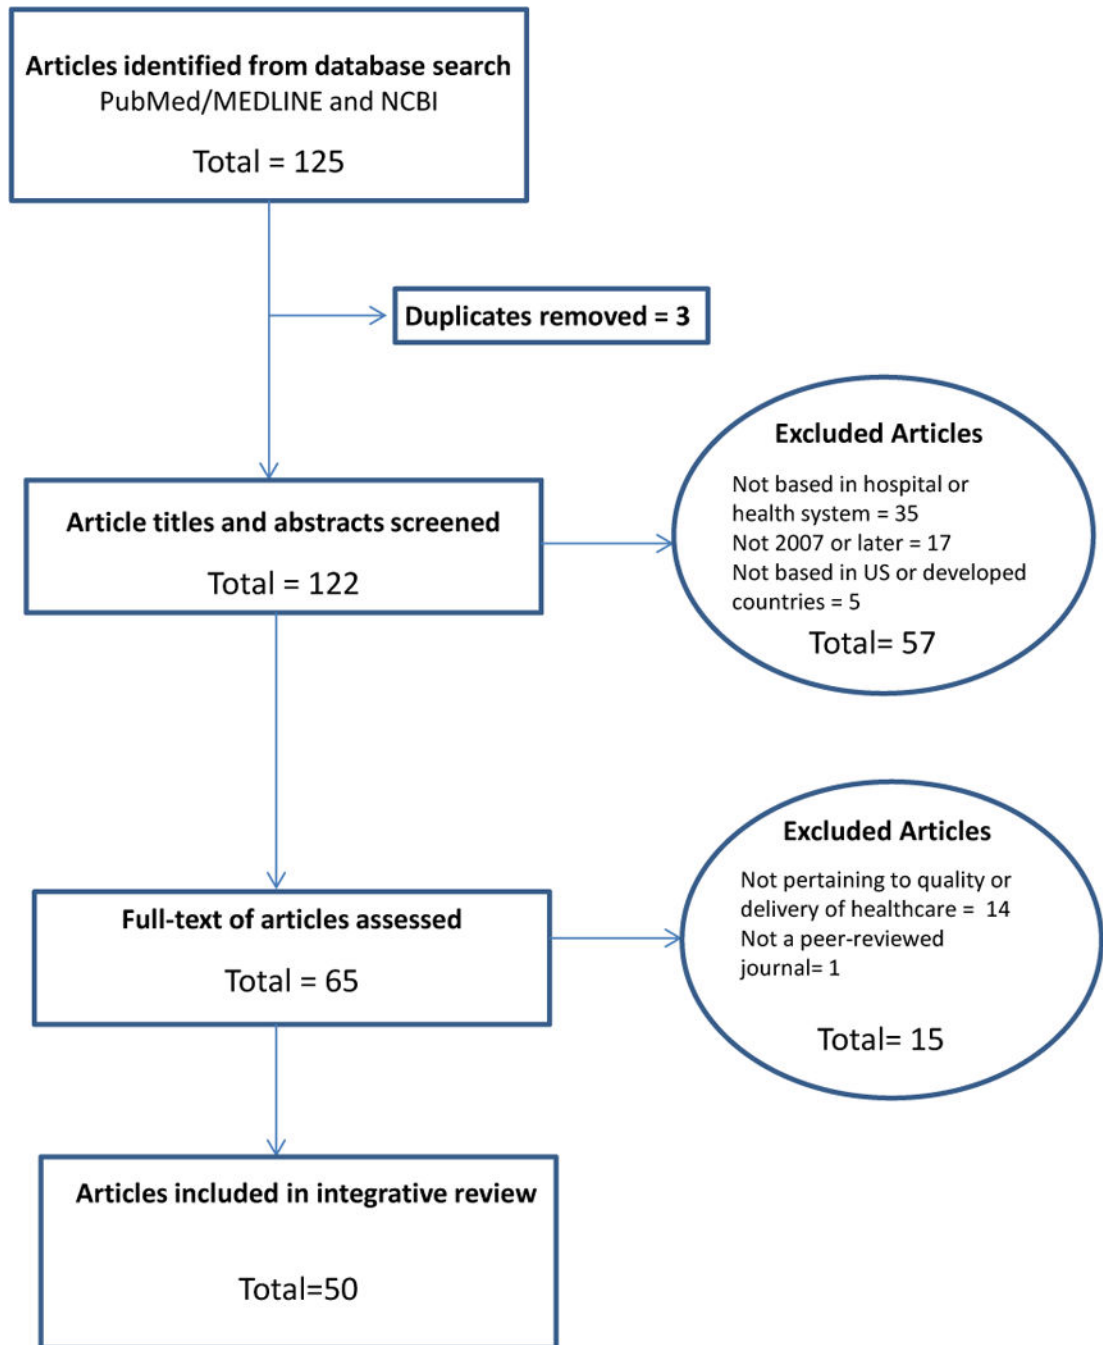 Articles identified from database search
PubMed/MEDLINE and NCBI
Total = 125
Duplicates removed = 3
Article titles and abstracts screened
Total = 122
Excluded Articles
Not based in hospital or
health system = 35
Not 2007 or later = 17
Not based in US or developed
countries = 5
Total= 57
Full-text of articles assessed
Total = 65
Excluded Articles
Not pertaining to quality or
delivery of healthcare =  14
Not a peer-reviewed
journal= 1
Total= 15
Articles included in integrative review
Total=50